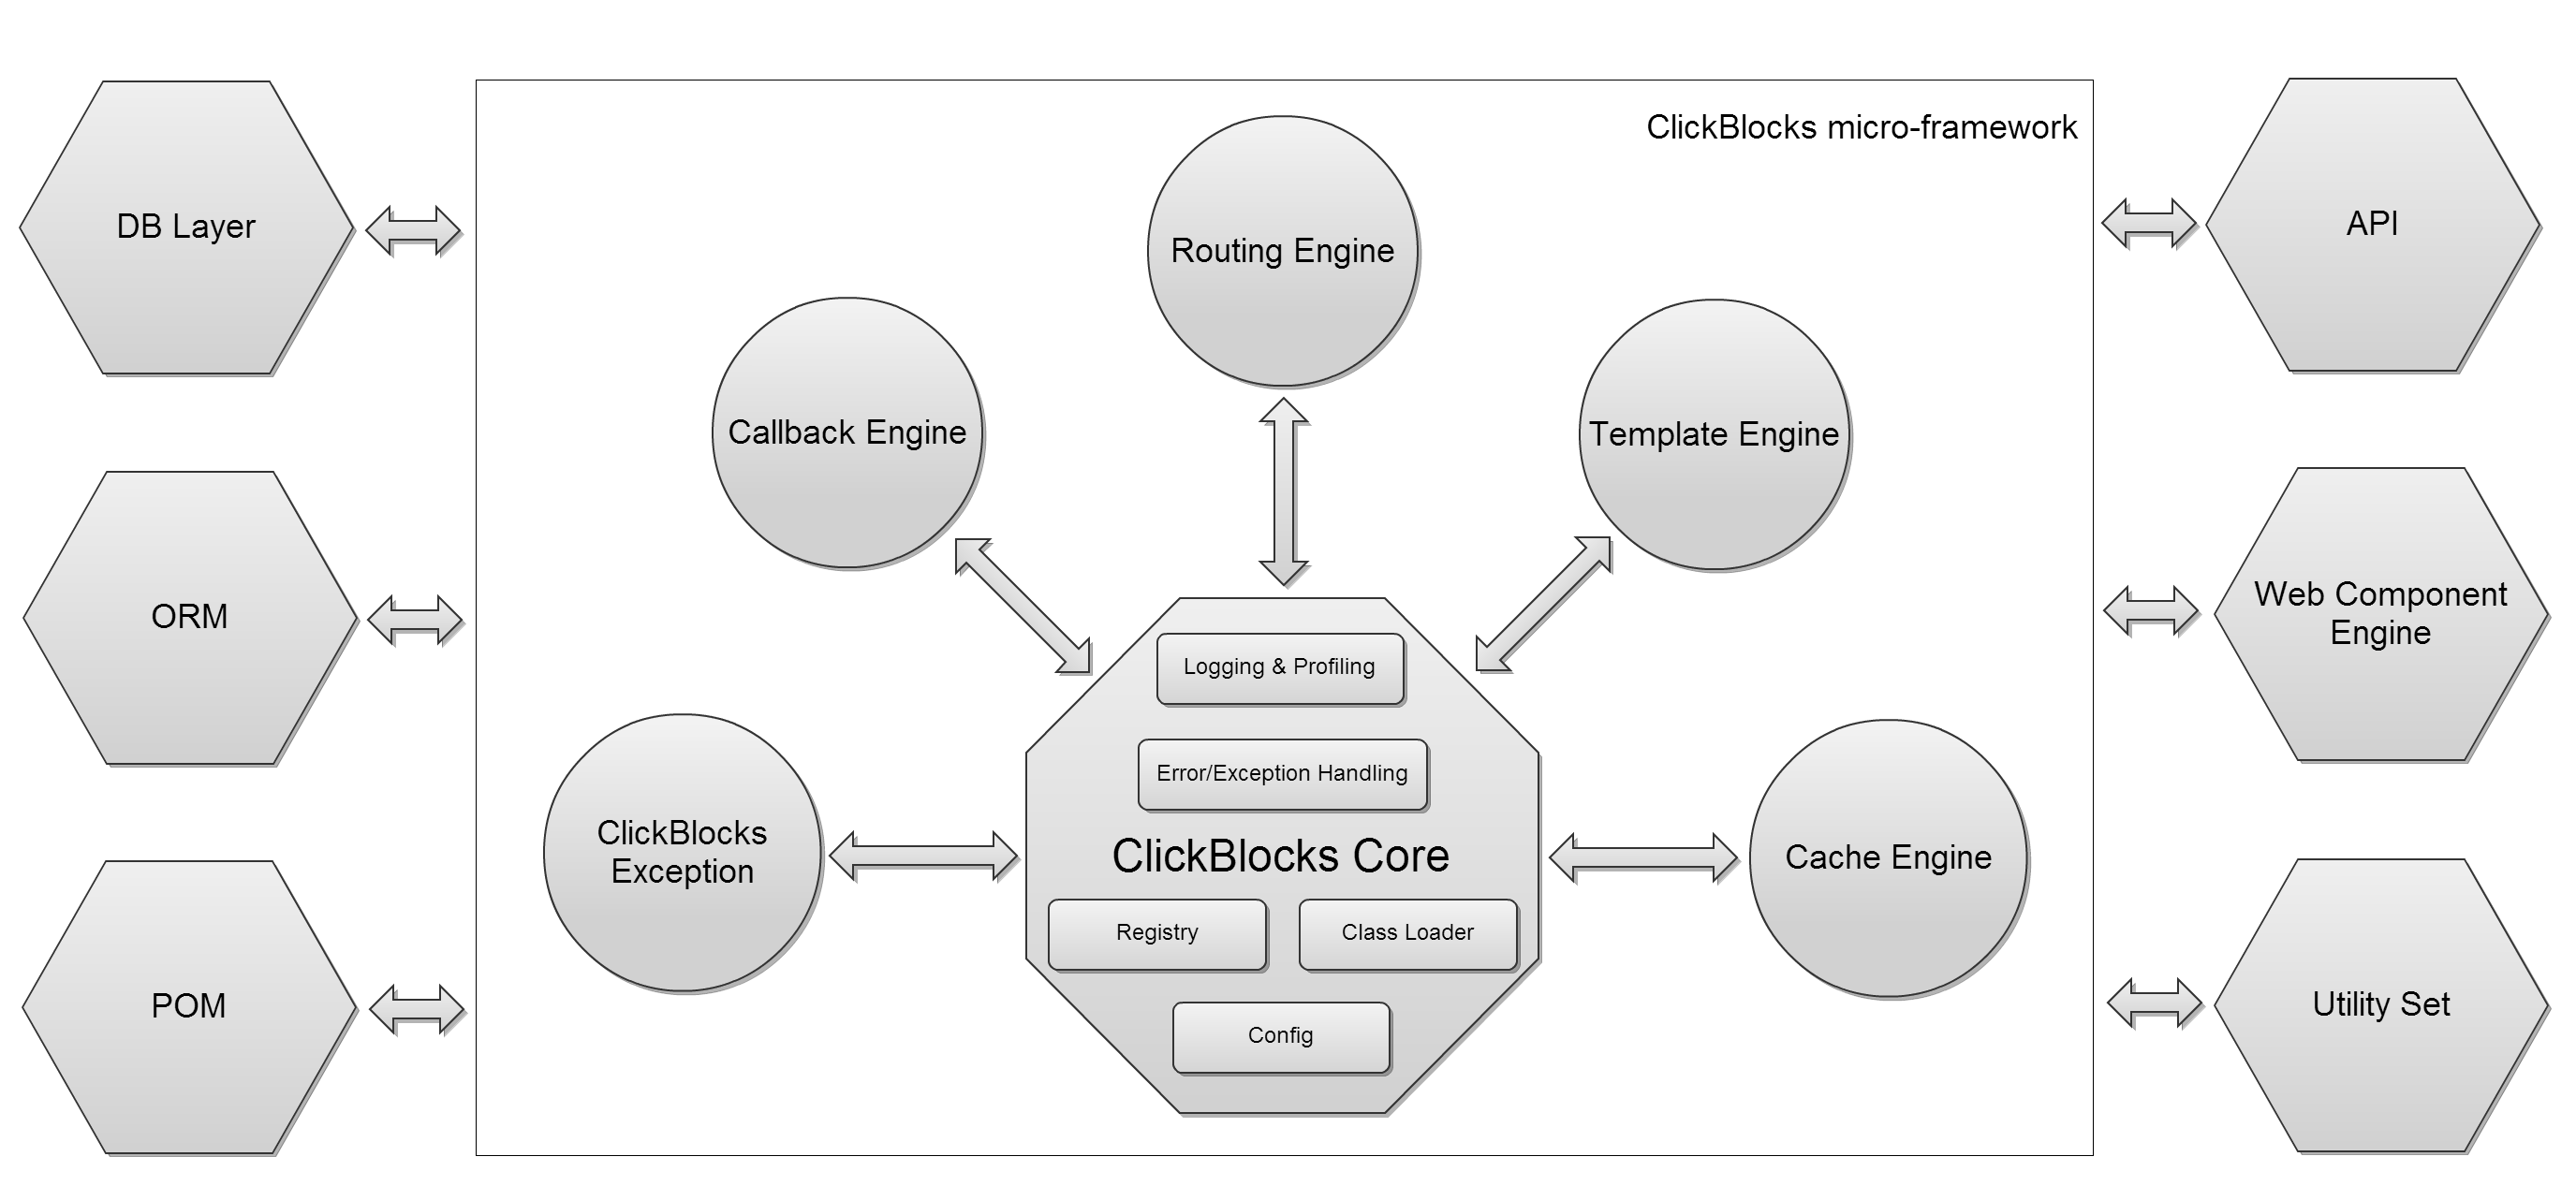 ClickBlocks micro-framework
DB Layer
ORM
POM
Routing Engine
Callback Engine
Template Engine
ClickBlocks
Exception
Cache Engine
Logging & Profiling
Error/Exception Handling
ClickBlocks Core
Registry
Class Loader
Config
API
Web Component
Engine
Utility Set